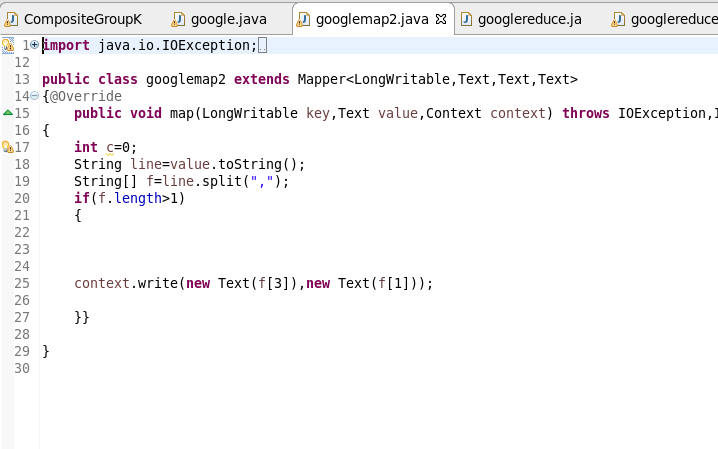 CompositeGroupK google.java googlemap2.java googlereduce.ja googlereduce
1 import java.io.IOException;
12
13 public class googlemap2 extends Mapper<LongWritable,Text,Text,Text>
14 {@Override
15 public void map(LongWritable key,Text value,Context context) throws IOException,I
16 {
17 int c=0;
18 String line=value.toString();
19 String[] f=line.split(",");
20 if(f.length>1)
21 {
22
23
24
25 context.write(new Text(f[3]),new Text(f[1]));
26
27 }}
28
29 }
30